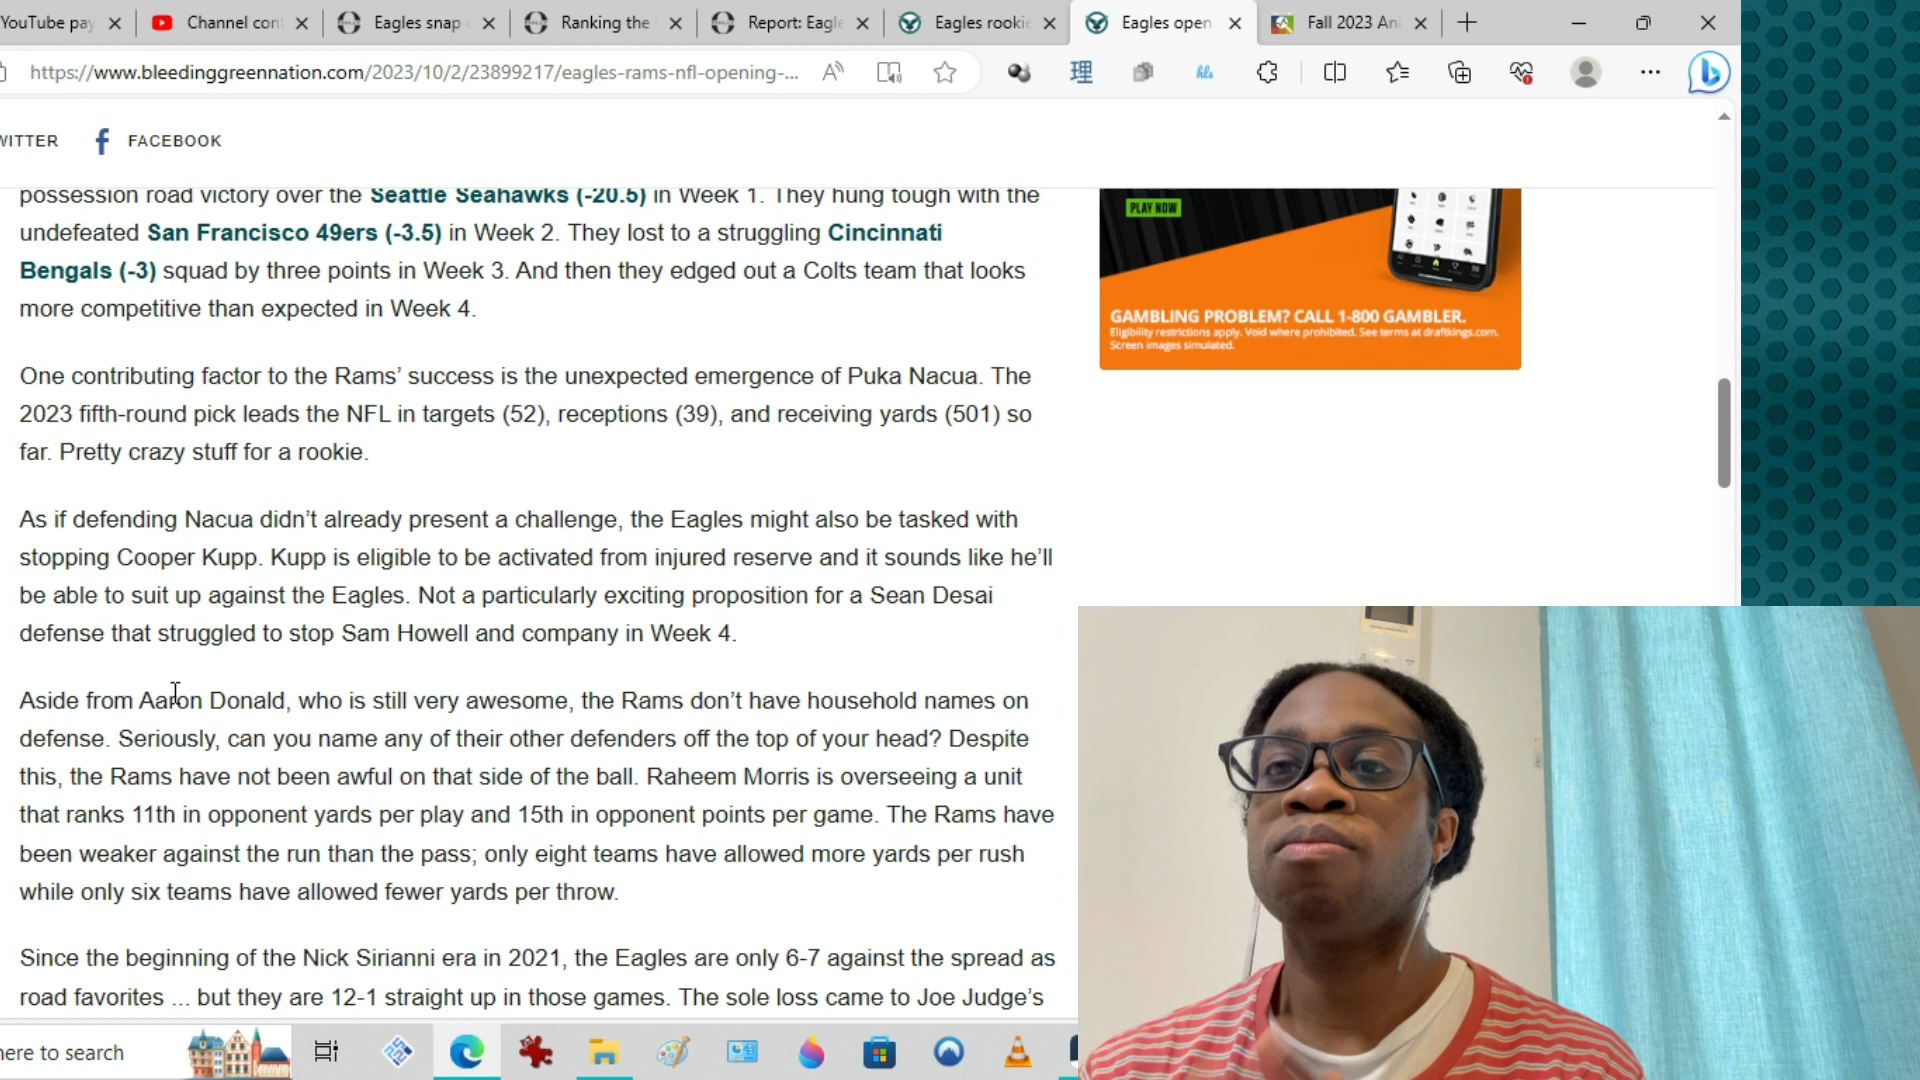 YouTube pay
Channel con
Eagles snap
Ranking the
Report: Eagle
Eagles rookie
Eagles open
Fall 2023 Ani
https://www.bleedinggreennation.com/2023/10/2/23899217/eagles-rams-nfl-opening-...
WITTER
FACEBOOK
possession road victory over the Seattle Seahawks (-20.5) in Week 1. They hung tough with the
undefeated San Francisco 49ers (-3.5) in Week 2. They lost to a struggling Cincinnati
Bengals (-3) squad by three points in Week 3. And then they edged out a Colts team that looks
more competitive than expected in Week 4.
One contributing factor to the Rams’ success is the unexpected emergence of Puka Nacua. The
2023 fifth-round pick leads the NFL in targets (52), receptions (39), and receiving yards (501) so
far. Pretty crazy stuff for a rookie.
As if defending Nacua didn’t already present a challenge, the Eagles might also be tasked with
stopping Cooper Kupp. Kupp is eligible to be activated from injured reserve and it sounds like he’ll
be able to suit up against the Eagles. Not a particularly exciting proposition for a Sean Desai
defense that struggled to stop Sam Howell and company in Week 4.
Aside from Aaron Donald, who is still very awesome, the Rams don’t have household names on
defense. Seriously, can you name any of their other defenders off the top of your head? Despite
this, the Rams have not been awful on that side of the ball. Raheem Morris is overseeing a unit
that ranks 11th in opponent yards per play and 15th in opponent points per game. The Rams have
been weaker against the run than the pass; only eight teams have allowed more yards per rush
while only six teams have allowed fewer yards per throw.
Since the beginning of the Nick Sirianni era in 2021, the Eagles are only 6-7 against the spread as
road favorites ... but they are 12-1 straight up in those games. The sole loss came to Joe Judge’s
PLAY NOW
GAMBLING PROBLEM? CALL 1-800 GAMBLER.
Eligibility restrictions apply. Void where prohibited. See terms at draftkings.com.
Screen images simulated.
理
hls
here to search